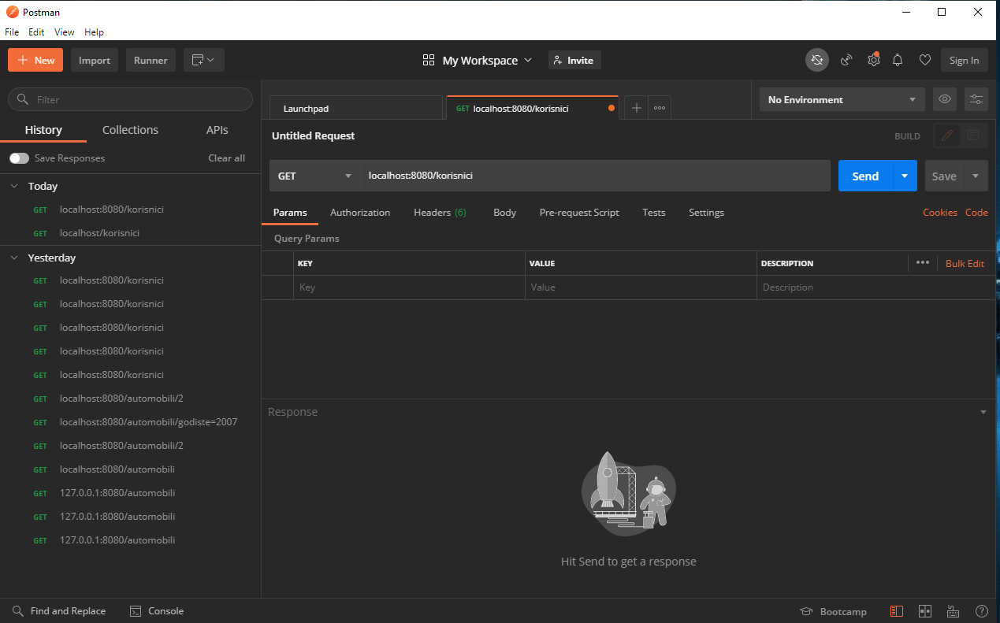 Postman
File Edit View Help
New Import Runner My Workspace Invite Sign In
Filter
History Collections APIs
Save Responses Clear all
Today
GET localhost:8080/korisnici
GET localhost/korisnici
Yesterday
GET localhost:8080/korisnici
GET localhost:8080/korisnici
GET localhost:8080/korisnici
GET localhost:8080/korisnici
GET localhost:8080/korisnici
GET localhost:8080/automobili/2
GET localhost:8080/automobili/godiste=2007
GET localhost:8080/automobili/2
GET localhost:8080/automobili
GET 127.0.0.1:8080/automobili
GET 127.0.0.1:8080/automobili
GET 127.0.0.1:8080/automobili
Launchpad GET localhost:8080/korisnici No Environment
Untitled Request BUILD
GET localhost:8080/korisnici Send Save
Params Authorization Headers (6) Body Pre-request Script Tests Settings Cookies Code
Query Params
KEY VALUE DESCRIPTION Bulk Edit
Key Value Description
Response
Hit Send to get a response
Find and Replace Console Bootcamp